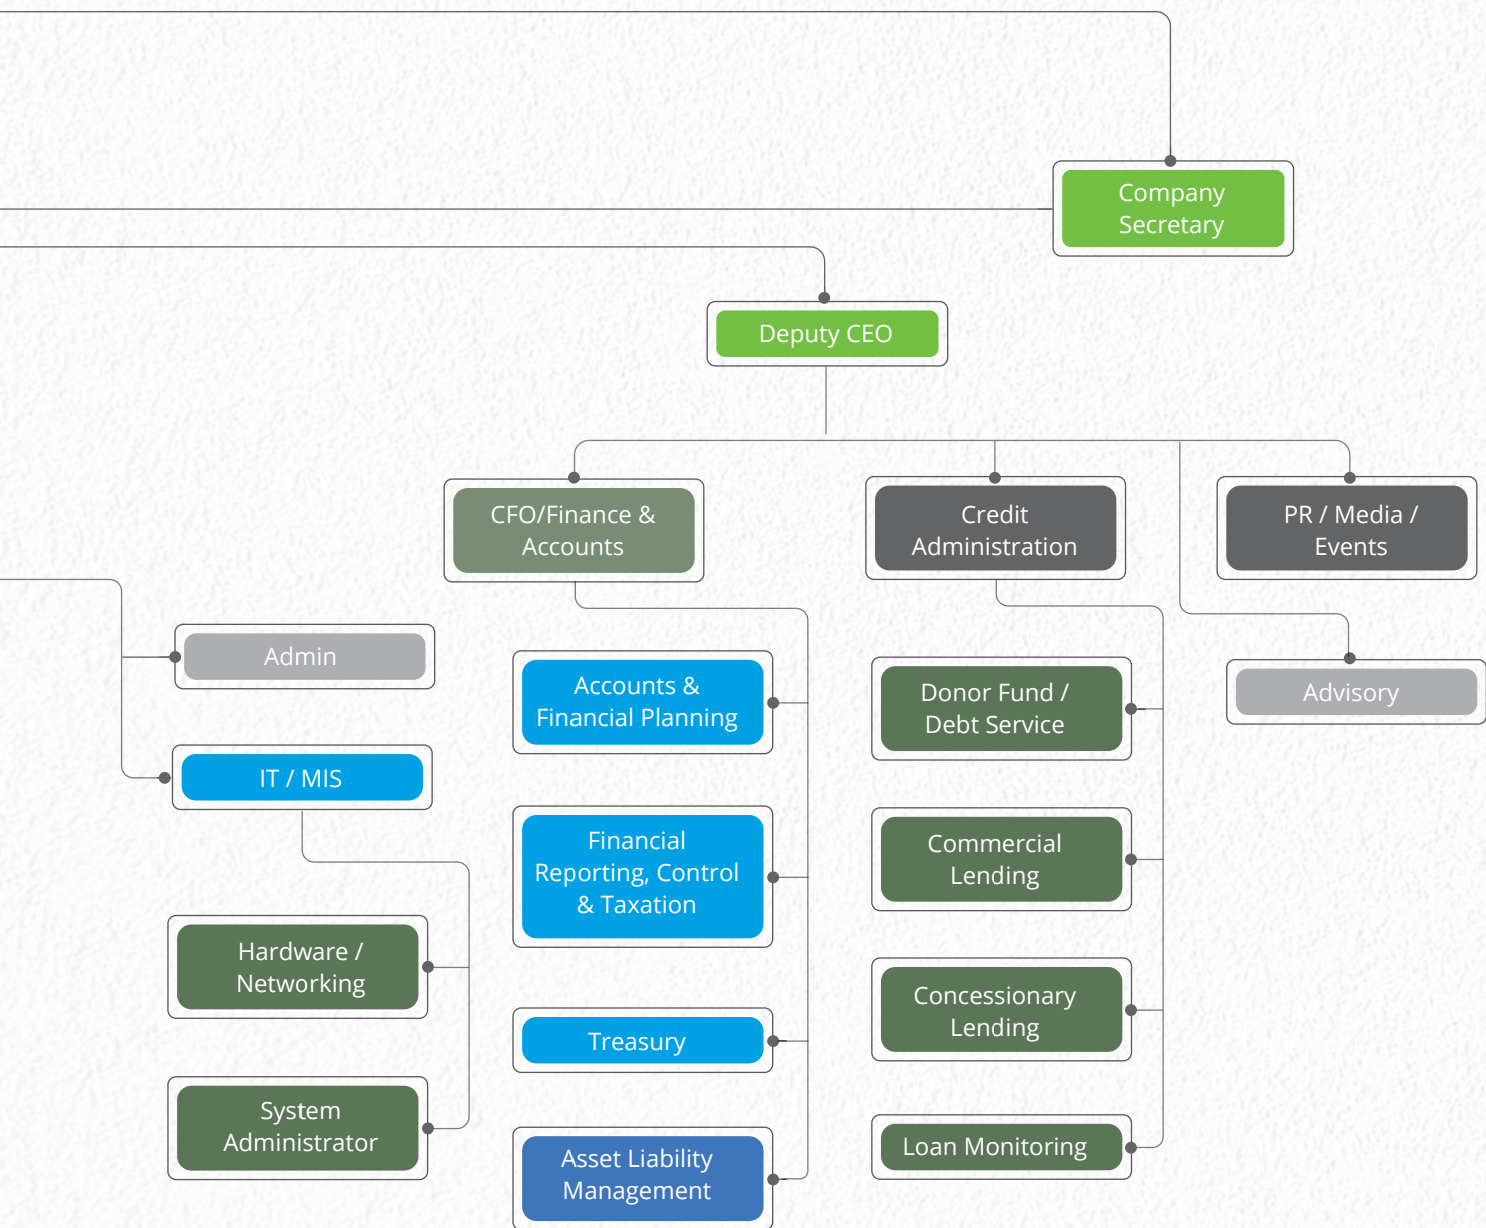 Company
Secretary
Deputy CEO
CFO/Finance &
Accounts
Credit
Administration
PR / Media /
Events
Admin
IT / MIS
Hardware /
Networking
System
Administrator
Accounts &
Financial Planning
Financial
Reporting, Control
& Taxation
Treasury
Asset Liability
Management
Donor Fund /
Debt Service
Commercial
Lending
Concessionary
Lending
Loan Monitoring
Advisory